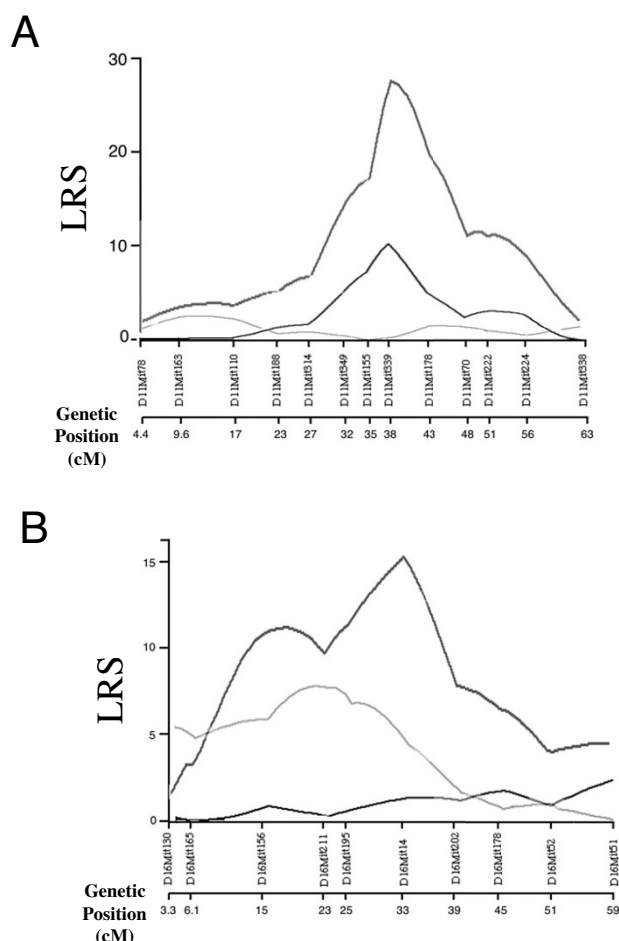 A
30
20
10
0
LRS
D11Mit78 D11Mit163 D11Mit110 D11Mit188 D11Mit314 D11Mit349 D11Mit155 D11Mit339 D11Mit178 D11Mit70 D11Mit222 D11Mit224 D11Mit338
Genetic
Position
(cM)
4.4 9.6 17 23 27 32 35 38 43 48 51 56 63
B
15
10
5
0
LRS
D16Mit130 D16Mit165 D16Mit156 D16Mit211 D16Mit195 D16Mit14 D16Mit202 D16Mit178 D16Mit52 D16Mit51
Genetic
Position
(cM)
3.3 6.1 15 23 25 33 39 45 51 59